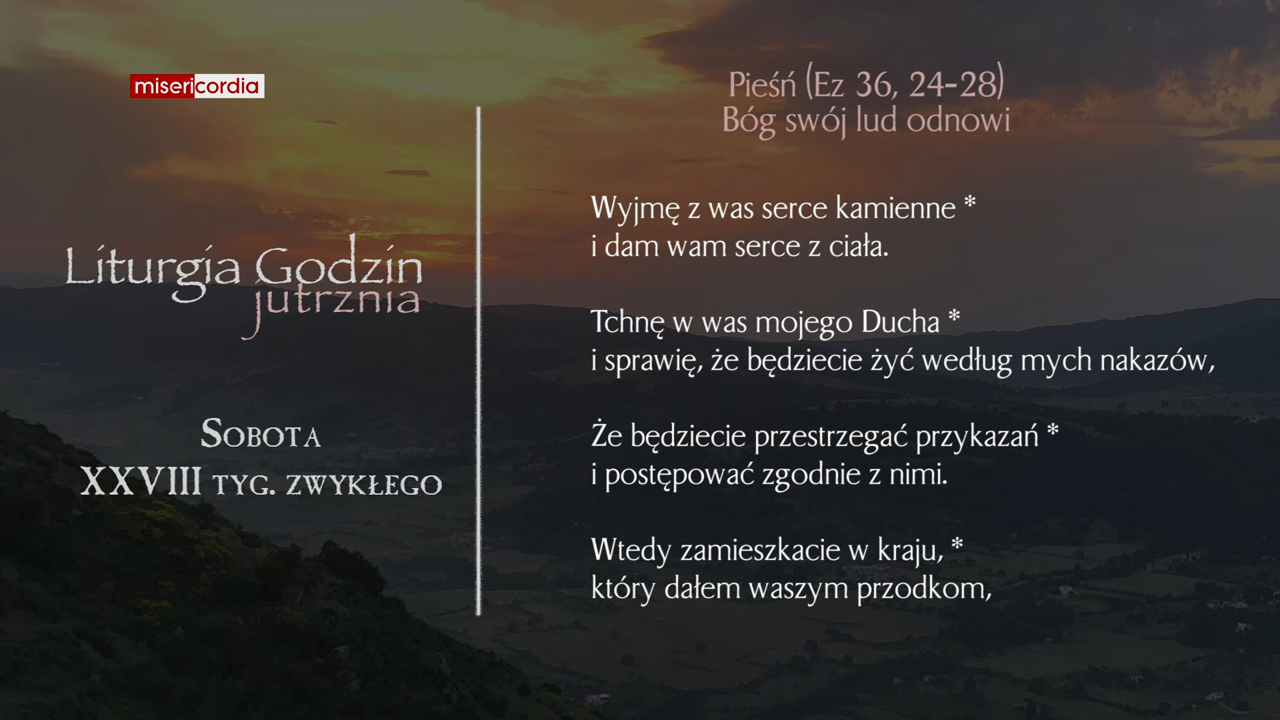 misericordia
Liturgia Godzin
jutrznia
Sobota
XXVIII tyg. zwykłego
Pieśń (Ez 36, 24-28)
Bóg swój lud odnowi
Wyjmę z was serce kamienne *
i dam wam serce z ciała.
Tchnę w was mojego Ducha *
i sprawię, że będziecie żyć według mych nakazów,
Że będziecie przestrzegać przykazań *
i postępować zgodnie z nimi.
Wtedy zamieszkacie w kraju, *
który dałem waszym przodkom,